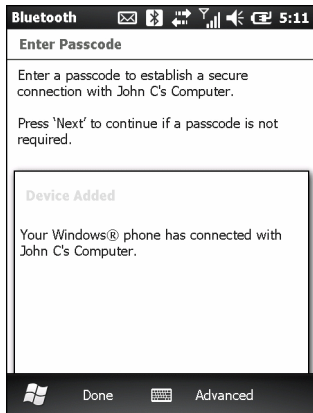 Bluetooth 5:11
Enter Passcode
Enter a passcode to establish a secure
connection with John C's Computer.
Press ‘Next’ to continue if a passcode is not
required.
Device Added
Your Windows® phone has connected with
John C's Computer.
Done Advanced